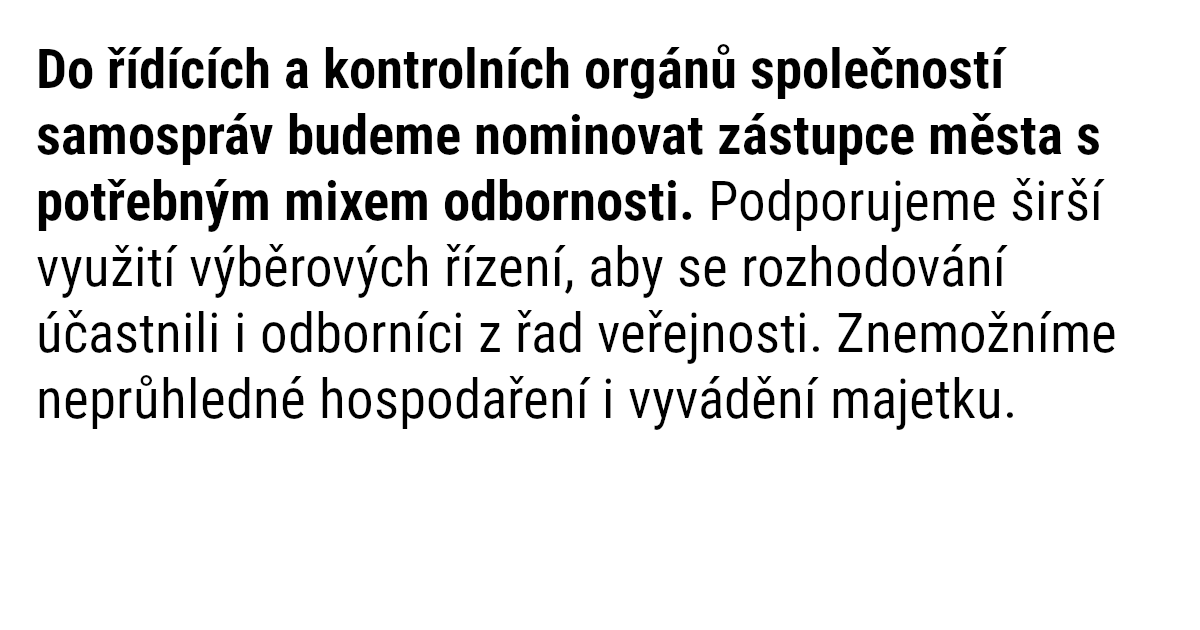 Do řídících a kontrolních orgánů společností
samospráv budeme nominovat zástupce města s
potřebným mixem odbornosti. Podporujeme širší
využití výběrových řízení, aby se rozhodování
účastnili i odborníci z řad veřejnosti. Znemožníme
neprůhledné hospodaření i vyvádění majetku.